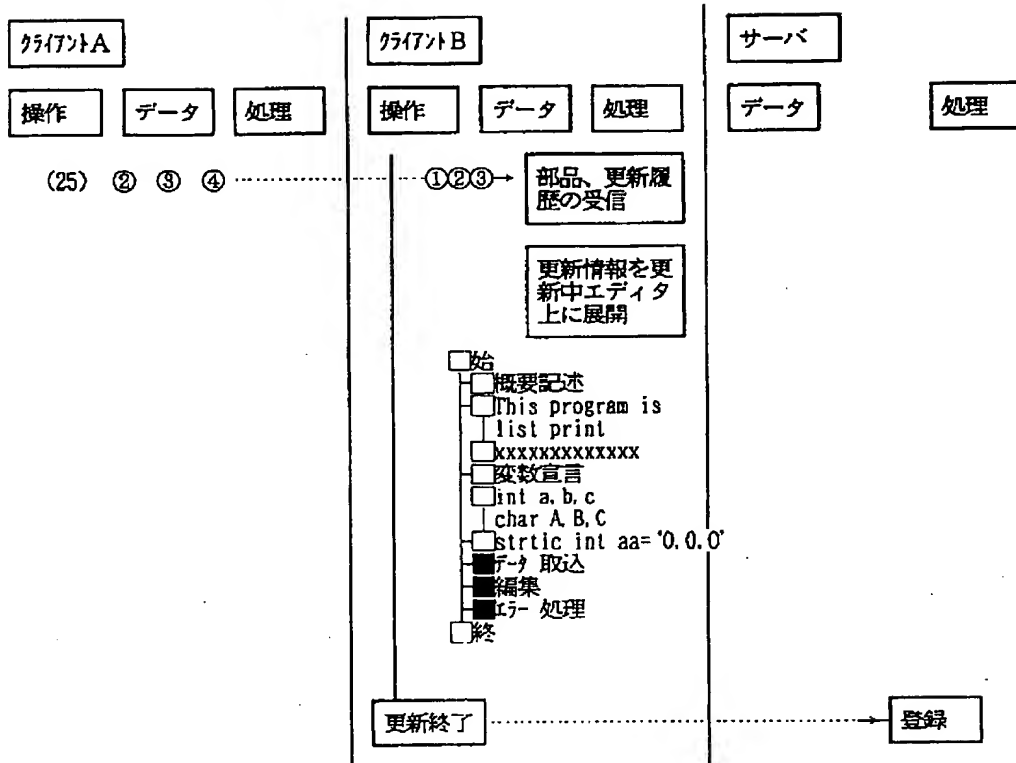 クライアントA
クライアントB
サーバ
操作
データ
処理
操作
データ
処理
データ
処理
(25) ② ③ ④
①②③
部品、更新履
歴の受信
更新情報を更
新中エディタ
上に展開
始
概要記述
This program is
list print
xxxxxxxxxxxxx
変数宣言
int a,b,c
char A,B,C
strtic int aa='0.0.0'
データ 取込
編集
エラー 処理
終
更新終了
登録